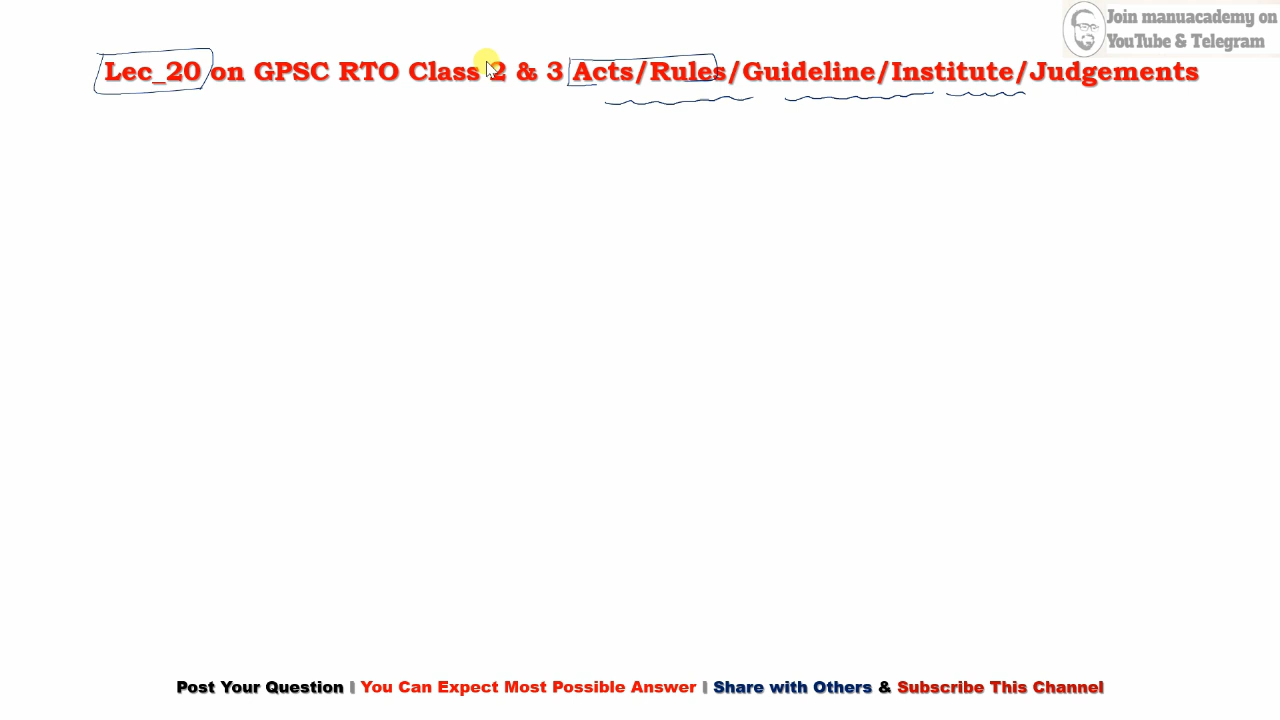 Join manuacademy on
YouTube & Telegram
Lec_20 on GPSC RTO Class 2 & 3 Acts/Rules/Guideline/Institute/Judgements
Post Your Question | You Can Expect Most Possible Answer | Share with Others & Subscribe This Channel